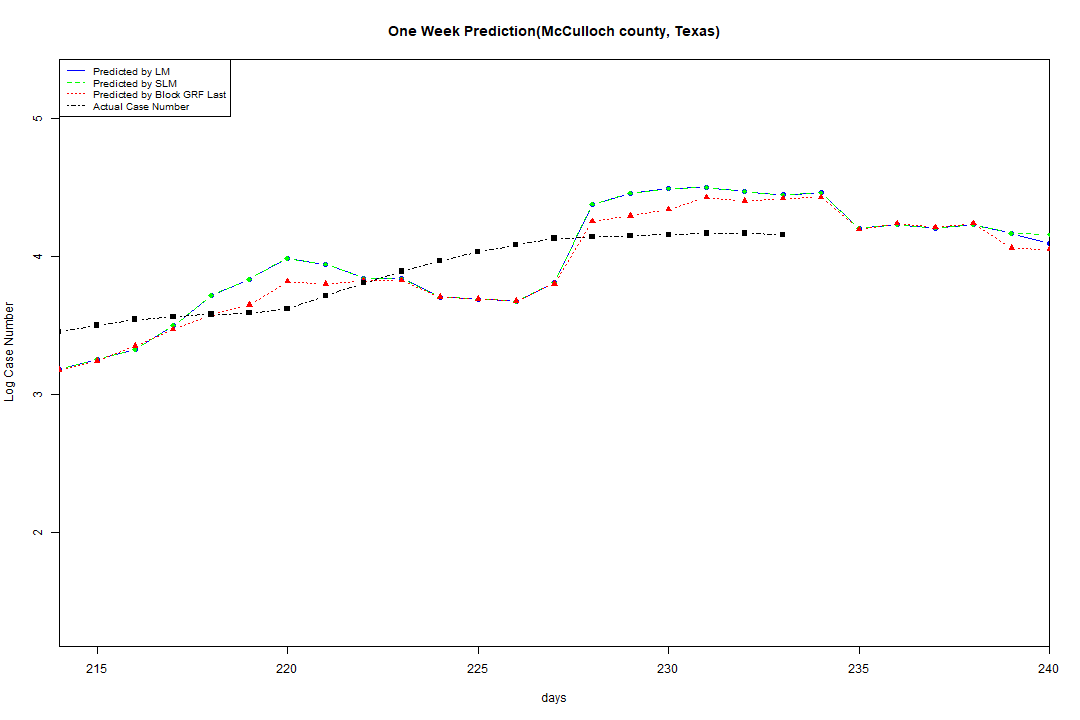 One Week Prediction(McCulloch county, Texas)
Predicted by LM
Predicted by SLM
Predicted by Block GRF Last
Actual Case Number
5
4
3
2
Log Case Number
215 220 225 230 235 240
days